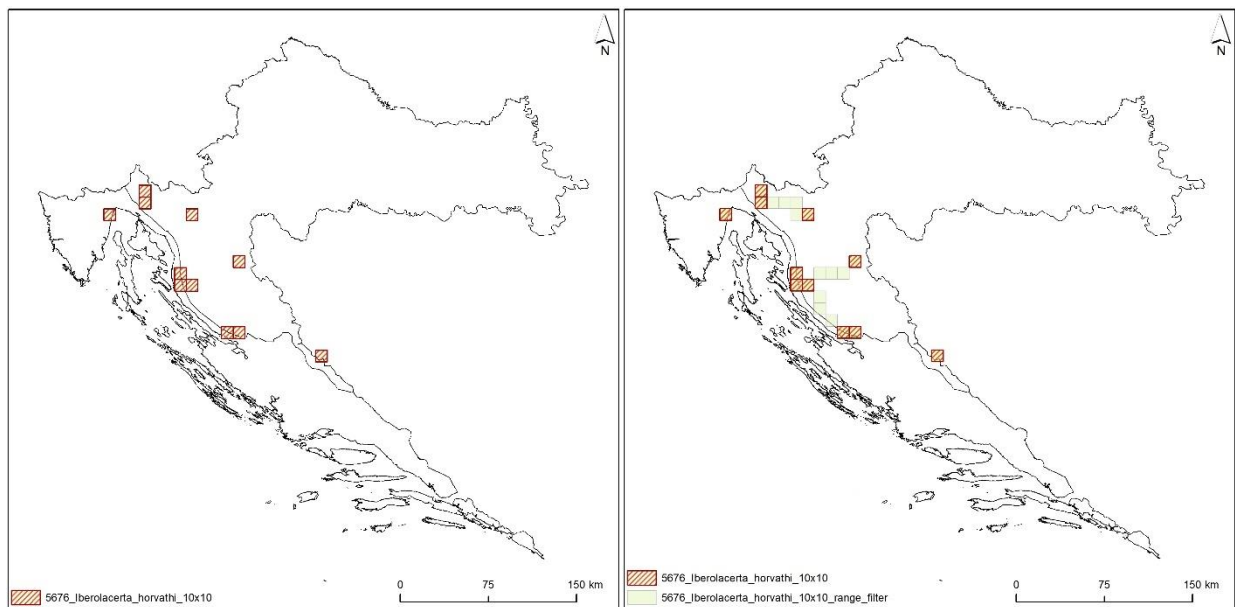 N
0 75 150 km
5676_Iberolacerta_horvathi_10x10
N
5676_Iberolacerta_horvathi_10x10
0 75 150 km
5676_Iberolacerta_horvathi_10x10_range_filter